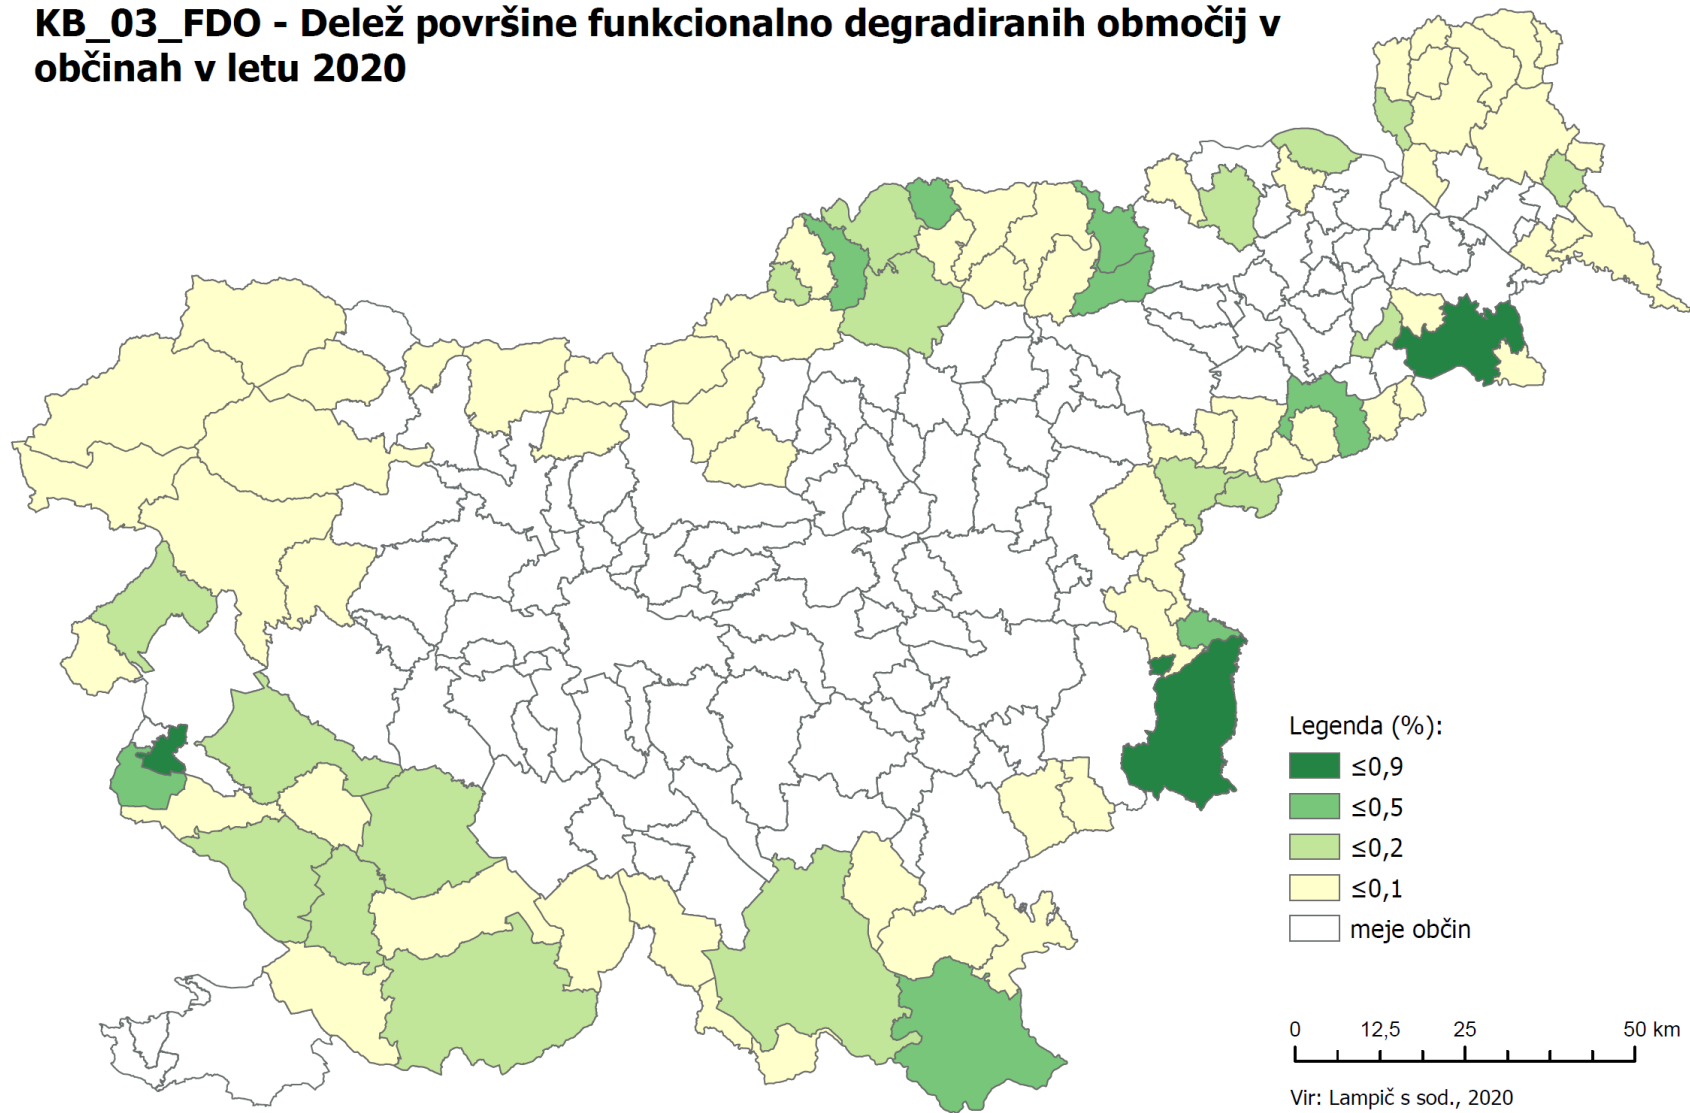 KB_03_FDO - Delež površine funkcionalno degradiranih območij v
občinah v letu 2020
Legenda (%):
≤0,9
≤0,5
≤0,2
≤0,1
meje občin
0 12,5 25 50 km
Vir: Lampič s sod., 2020